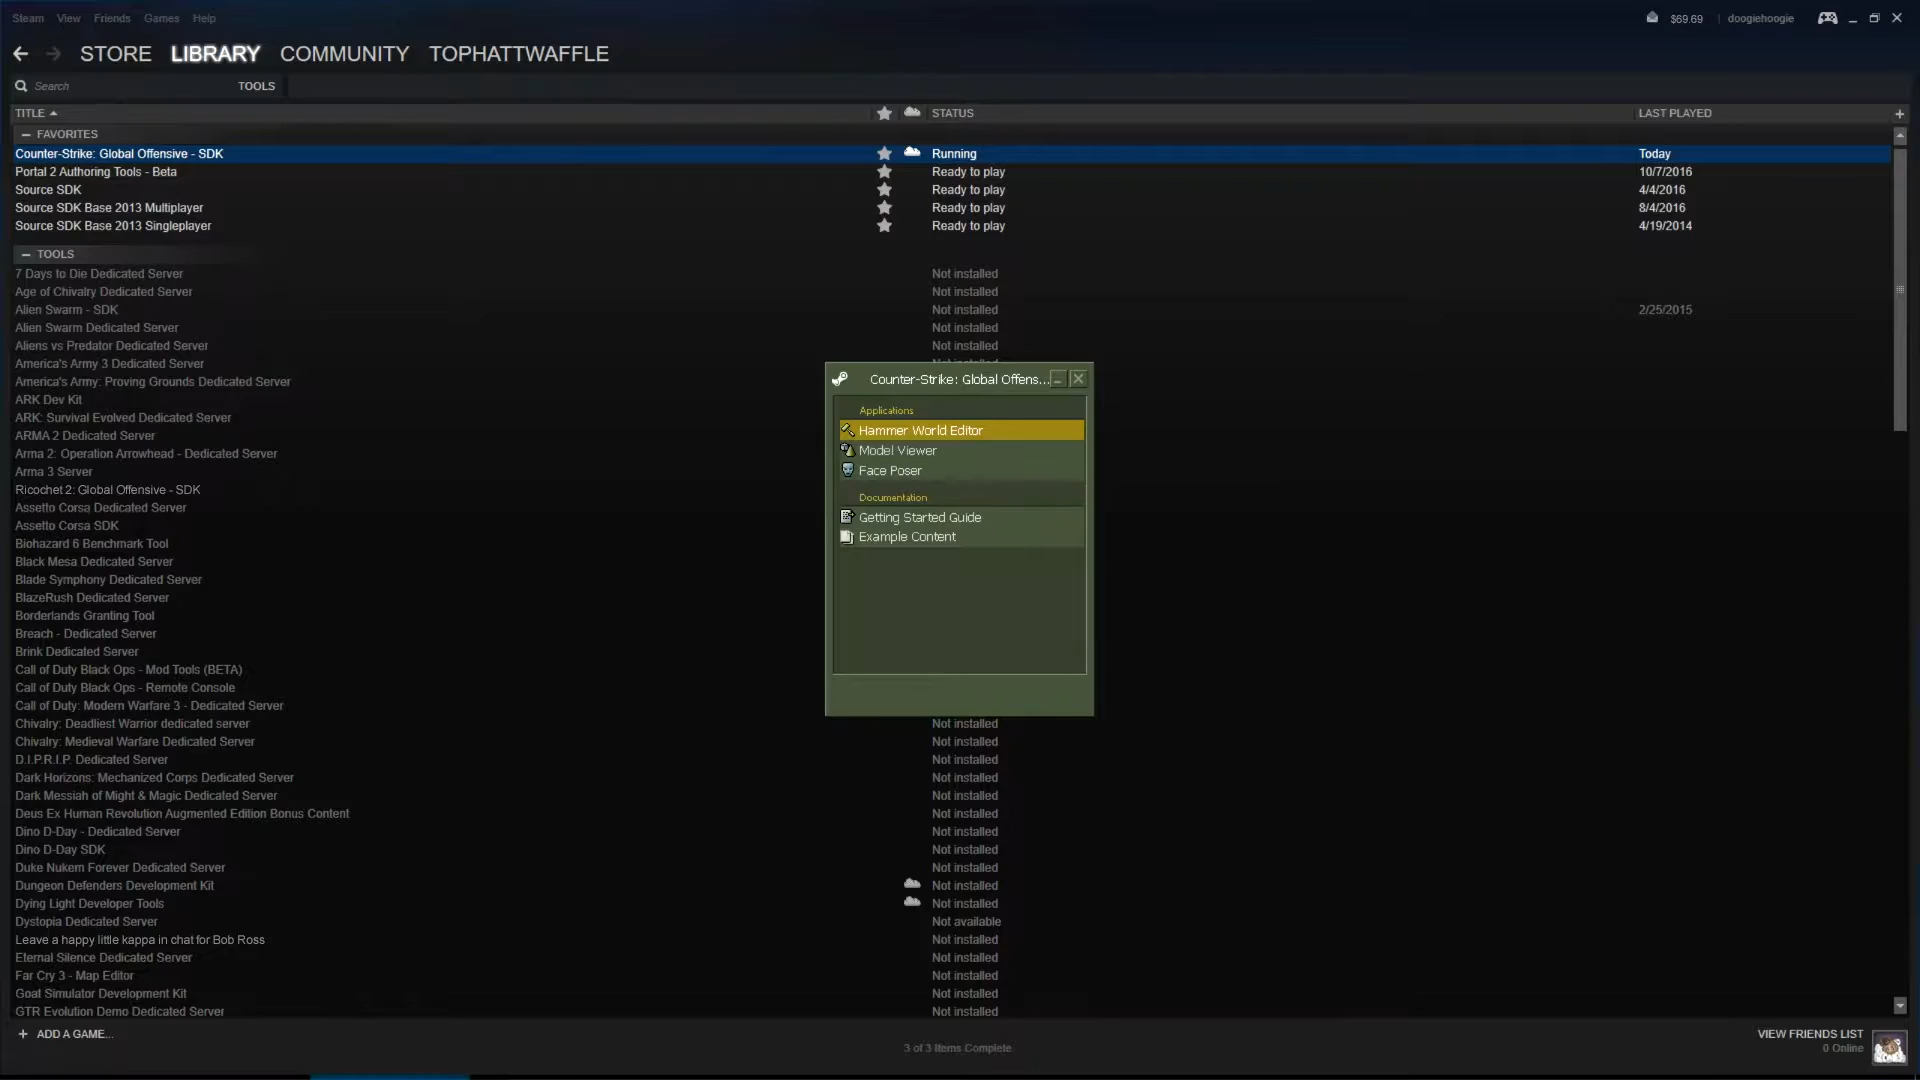 Steam View Friends Games Help
$69.69 | doogiehoogie
STORE LIBRARY COMMUNITY TOPHATTWAFFLE
Search TOOLS
TITLE STATUS LAST PLAYED +
— FAVORITES
Counter-Strike: Global Offensive - SDK Running Today
Portal 2 Authoring Tools - Beta Ready to play 10/7/2016
Source SDK Ready to play 4/4/2016
Source SDK Base 2013 Multiplayer Ready to play 8/4/2016
Source SDK Base 2013 Singleplayer Ready to play 4/19/2014
— TOOLS
7 Days to Die Dedicated Server Not installed
Age of Chivalry Dedicated Server Not installed
Alien Swarm - SDK Not installed 2/25/2015
Alien Swarm Dedicated Server Not installed
Aliens vs Predator Dedicated Server Not installed
America's Army 3 Dedicated Server
America's Army: Proving Grounds Dedicated Server
ARK Dev Kit
ARK: Survival Evolved Dedicated Server
ARMA 2 Dedicated Server
Arma 2: Operation Arrowhead - Dedicated Server
Arma 3 Server
Ricochet 2: Global Offensive - SDK
Assetto Corsa Dedicated Server
Assetto Corsa SDK
Biohazard 6 Benchmark Tool
Black Mesa Dedicated Server
Blade Symphony Dedicated Server
BlazeRush Dedicated Server
Borderlands Granting Tool
Breach - Dedicated Server
Brink Dedicated Server
Call of Duty Black Ops - Mod Tools (BETA)
Call of Duty Black Ops - Remote Console
Call of Duty: Modern Warfare 3 - Dedicated Server
Chivalry: Deadliest Warrior dedicated server Not installed
Chivalry: Medieval Warfare Dedicated Server Not installed
D.I.P.R.I.P. Dedicated Server Not installed
Dark Horizons: Mechanized Corps Dedicated Server Not installed
Dark Messiah of Might & Magic Dedicated Server Not installed
Deus Ex Human Revolution Augmented Edition Bonus Content Not installed
Dino D-Day - Dedicated Server Not installed
Dino D-Day SDK Not installed
Duke Nukem Forever Dedicated Server Not installed
Dungeon Defenders Development Kit Not installed
Dying Light Developer Tools Not installed
Dystopia Dedicated Server Not available
Leave a happy little kappa in chat for Bob Ross Not installed
Eternal Silence Dedicated Server Not installed
Far Cry 3 - Map Editor Not installed
Goat Simulator Development Kit Not installed
GTR Evolution Demo Dedicated Server Not installed
Counter-Strike: Global Offens...
Applications
Hammer World Editor
Model Viewer
Face Poser
Documentation
Getting Started Guide
Example Content
+ ADD A GAME...
3 of 3 Items Complete
VIEW FRIENDS LIST
0 Online